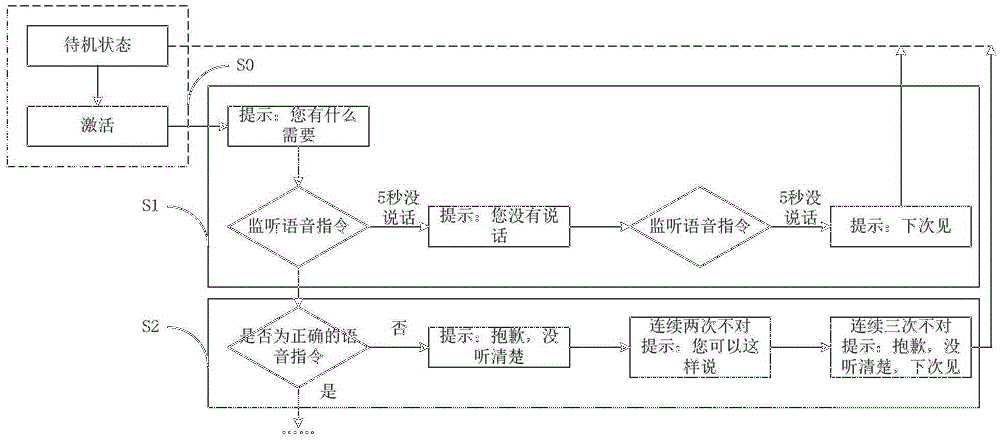 待机状态
S0
激活
提示：您有什么
需要
S1
监听语音指令
5秒没
说话
提示：您没有说
话
监听语音指令
5秒没
说话
提示：下次见
S2
是否为正确的语
音指令
否
提示：抱歉，没
听清楚
连续两次不对
提示：您可以这
样说
连续三次不对
提示：抱歉，没
听清楚，下次见
是
……